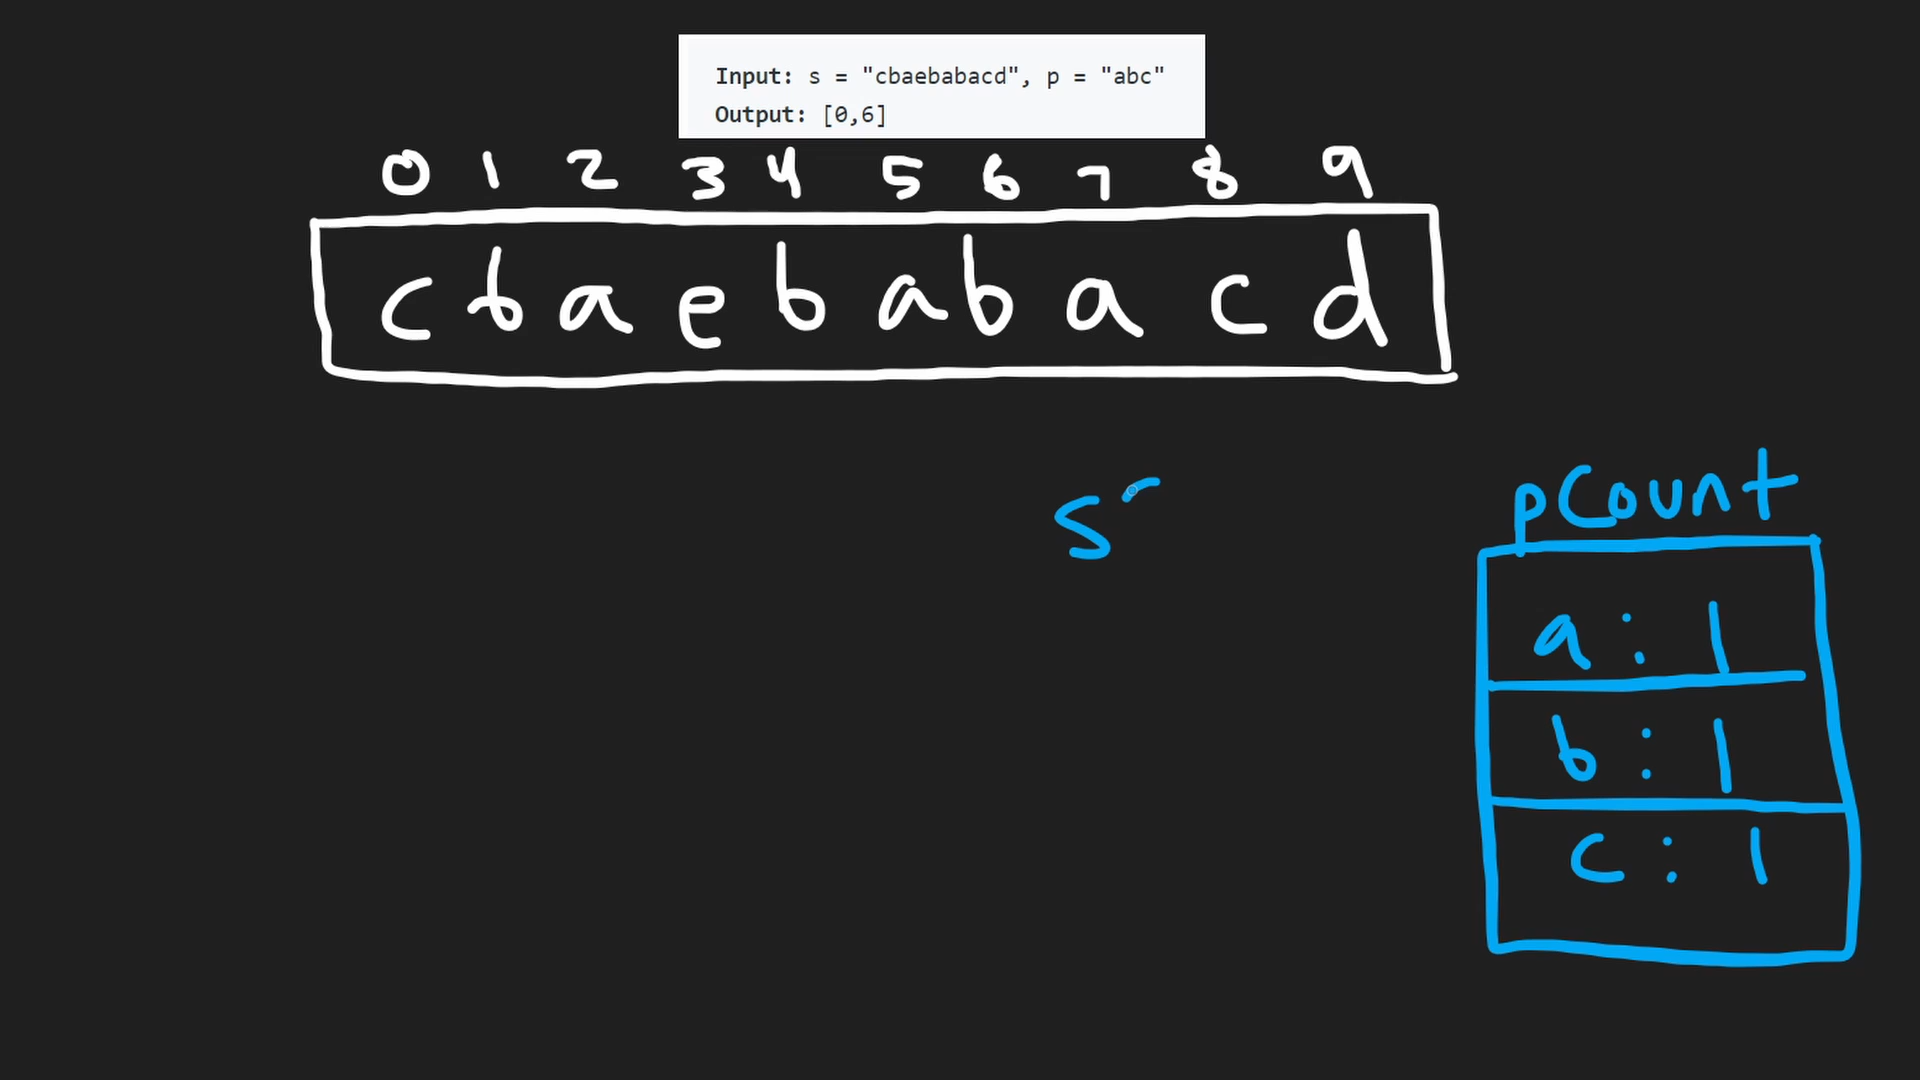 Input: s = "cbaebabacd", p = "abc"
Output: [0,6]
0 1 2 3 4 5 6 7 8 9
c b a e b a b a c d
s
pCount
a : 1
b : 1
c : 1